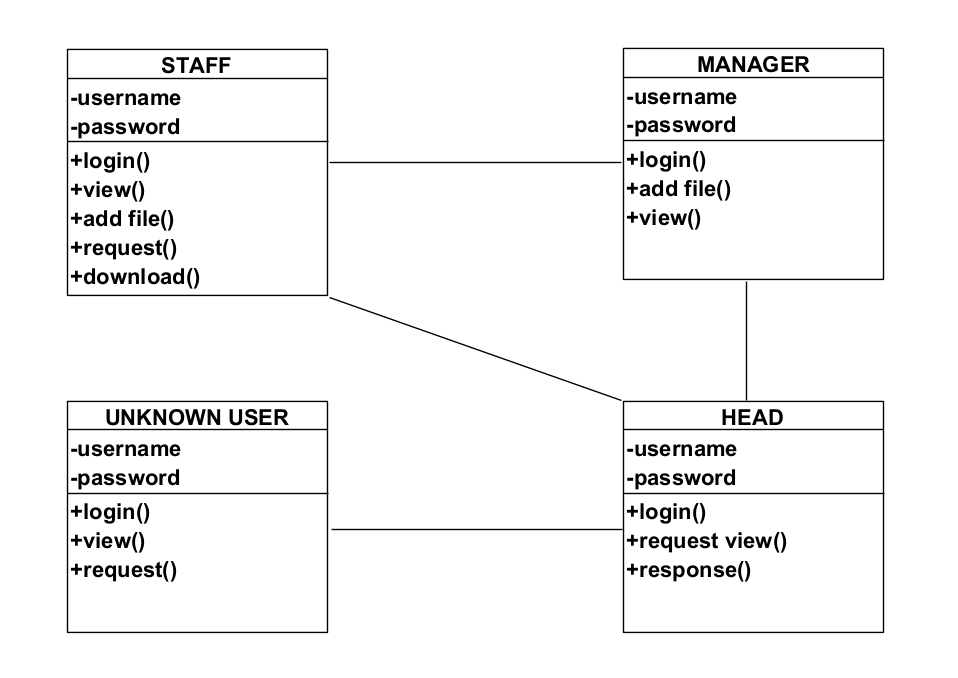 STAFF
-username
-password
+login()
+view()
+add file()
+request()
+download()
MANAGER
-username
-password
+login()
+add file()
+view()
UNKNOWN USER
-username
-password
+login()
+view()
+request()
HEAD
-username
-password
+login()
+request view()
+response()